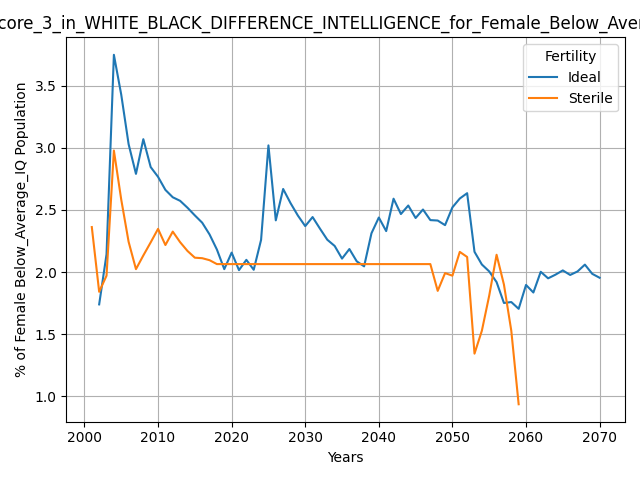 core_3_in_WHITE_BLACK_DIFFERENCE_INTELLIGENCE_for_Female_Below_Aver
Fertility
Ideal
Sterile
% of Female Below_Average_IQ Population
3.5
3.0
2.5
2.0
1.5
1.0
2000 2010 2020 2030 2040 2050 2060 2070
Years